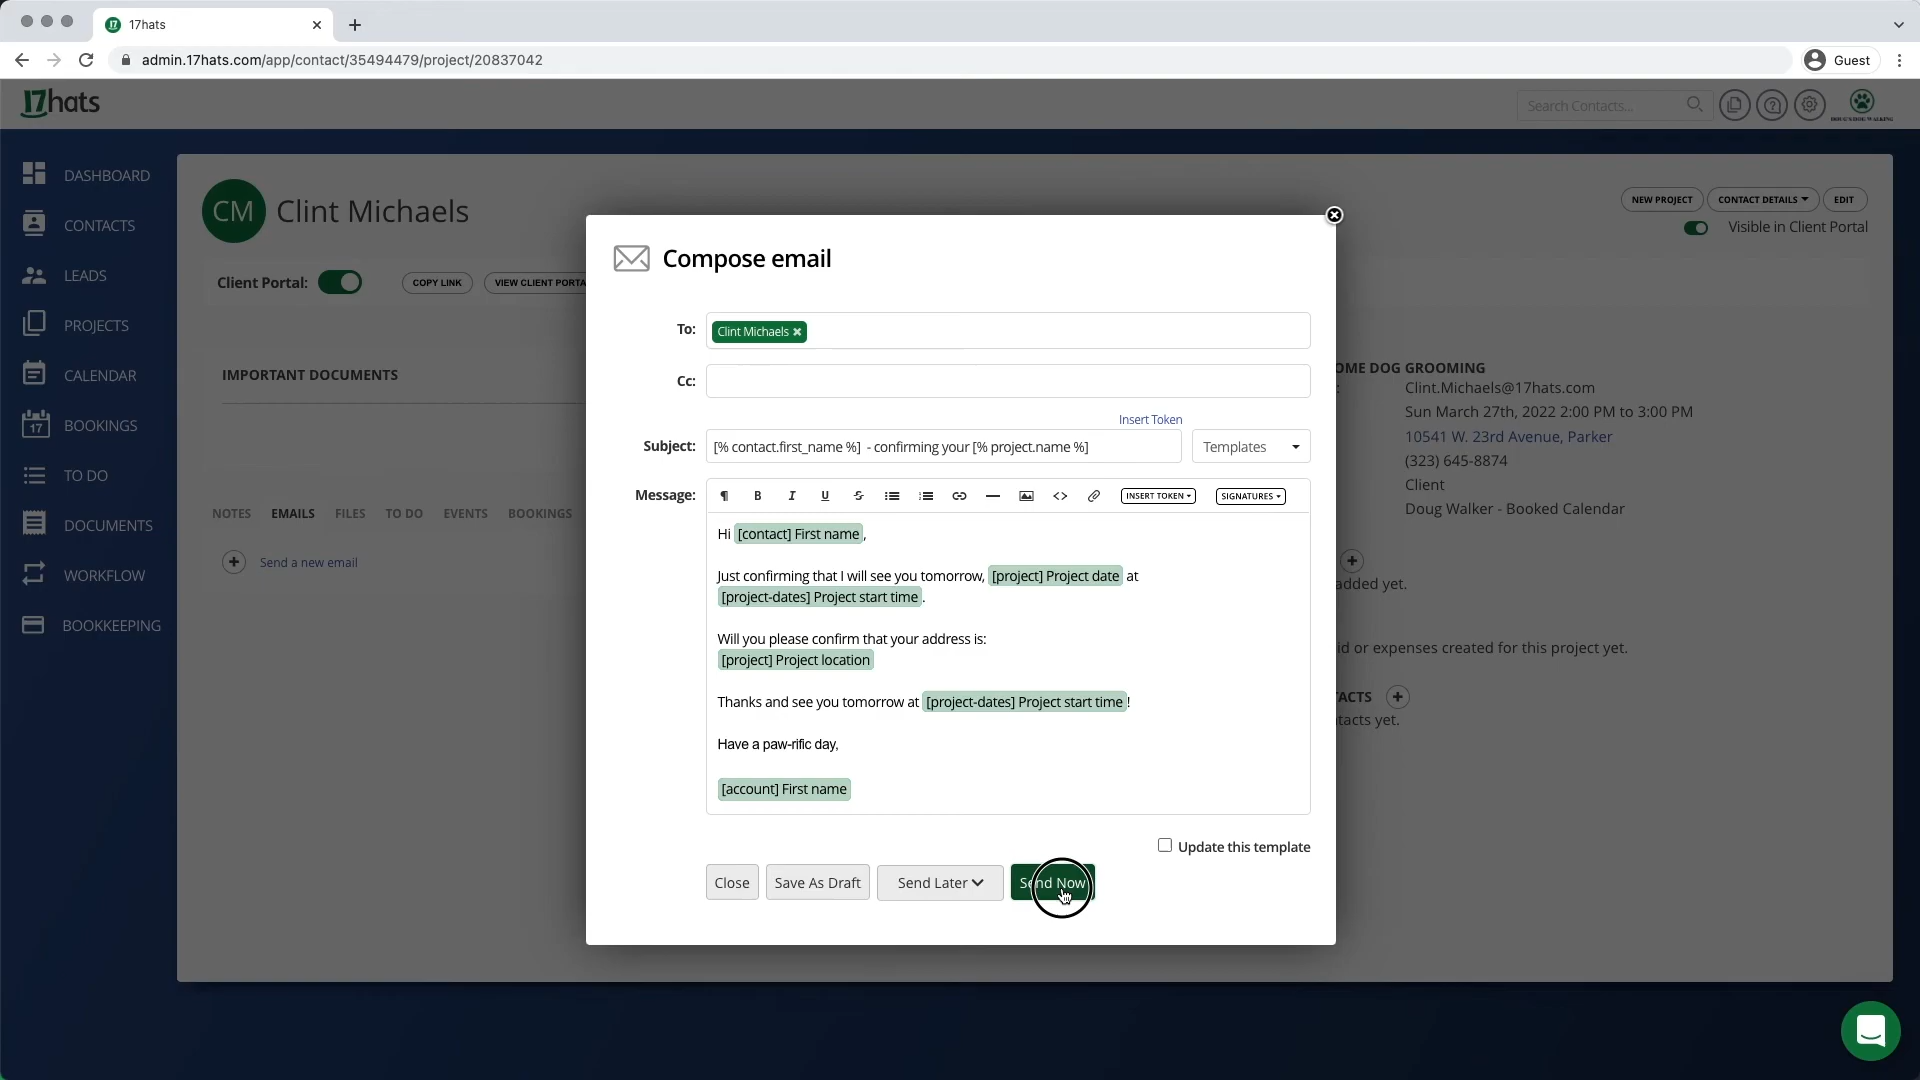 17hats
admin.17hats.com/app/contact/35494479/project/20837042
Guest
17hats
Search Contacts...
DOUG'S DOG WALKING
DASHBOARD
CONTACTS
LEADS
PROJECTS
CALENDAR
17
BOOKINGS
TO DO
DOCUMENTS
WORKFLOW
BOOKKEEPING
CM
Clint Michaels
NEW PROJECT
CONTACT DETAILS
EDIT
Visible in Client Portal
Client Portal:
COPY LINK
VIEW CLIENT PORTA
IMPORTANT DOCUMENTS
NOTES
EMAILS
FILES
TO DO
EVENTS
BOOKINGS
Send a new email
Compose email
To:
Clint Michaels
Cc:
Insert Token
Subject:
[% contact.first_name %]  - confirming your [% project.name %]
Templates
Message:
INSERT TOKEN
SIGNATURES
Hi [contact] First name,
Just confirming that I will see you tomorrow, [project] Project date at
[project-dates] Project start time.
Will you please confirm that your address is:
[project] Project location
Thanks and see you tomorrow at [project-dates] Project start time!
Have a paw-rific day,
[account] First name
Update this template
Close
Save As Draft
Send Later
Send Now
OME DOG GROOMING
Clint.Michaels@17hats.com
Sun March 27th, 2022 2:00 PM to 3:00 PM
10541 W. 23rd Avenue, Parker
(323) 645-8874
Client
Doug Walker - Booked Calendar
added yet.
id or expenses created for this project yet.
TACTS
tacts yet.